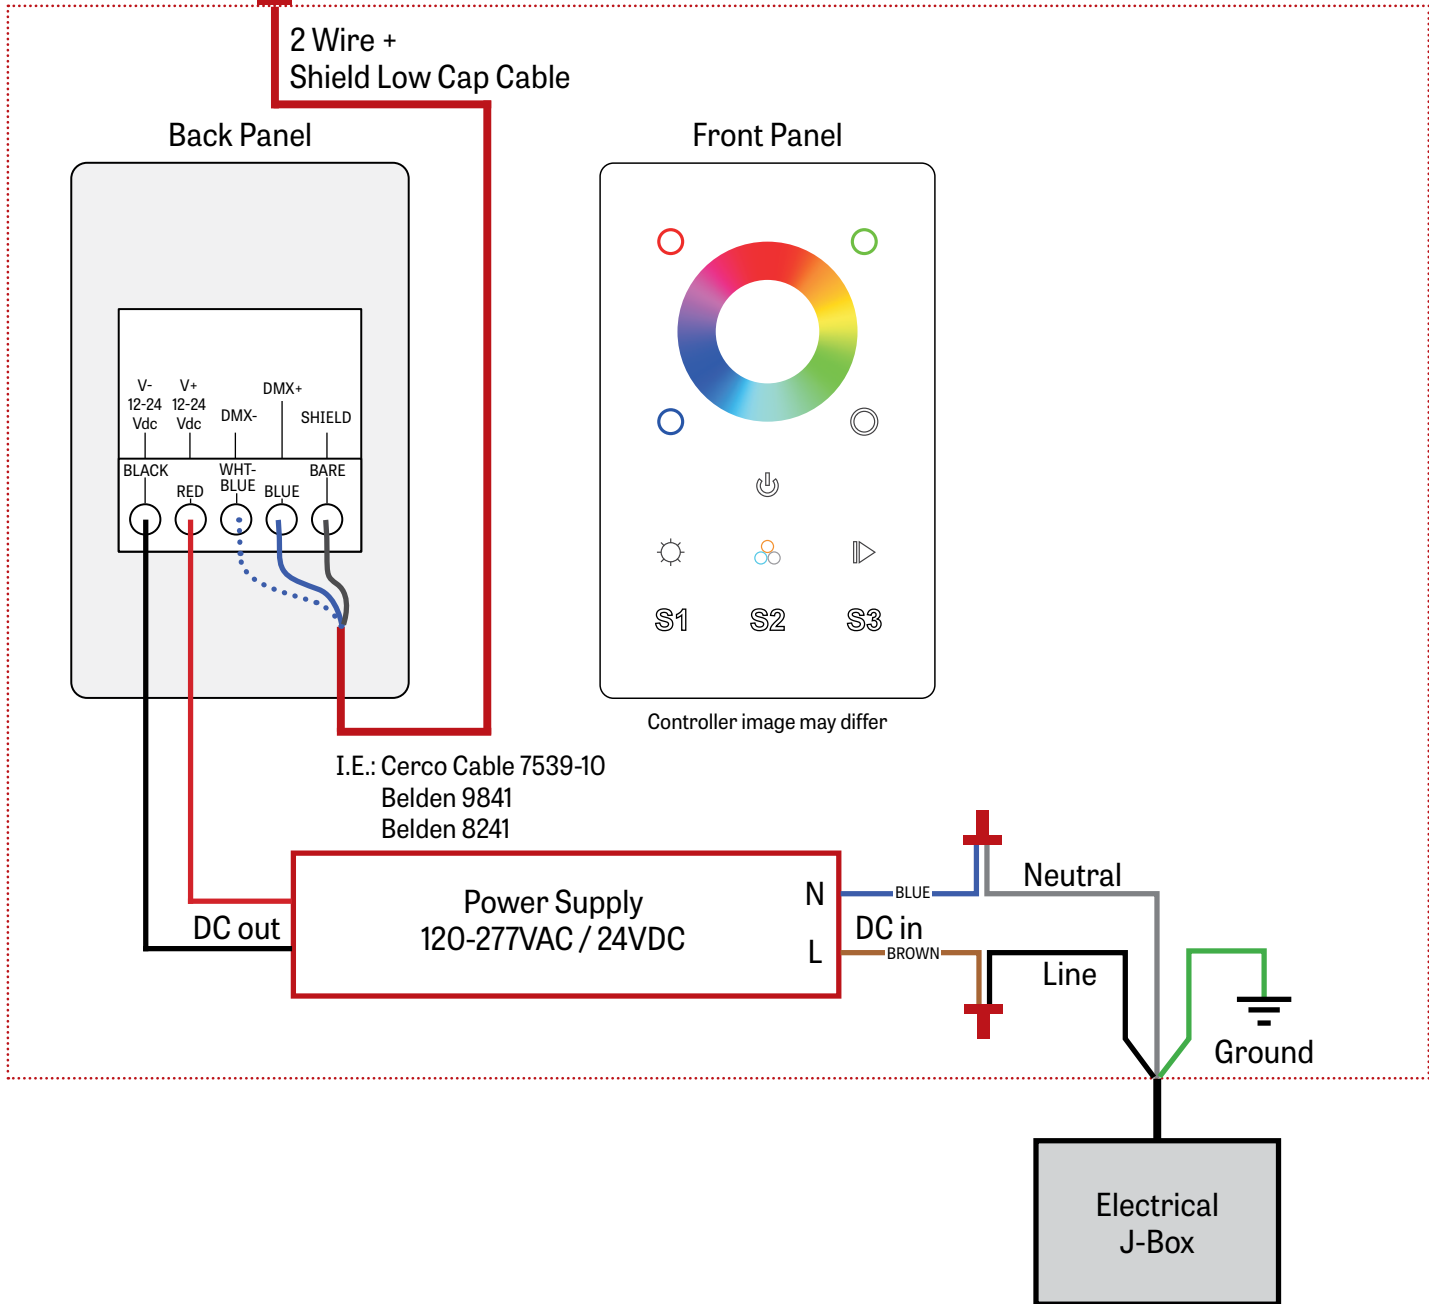 2 Wire +
Shield Low Cap Cable
Back Panel
Front Panel
V-
12-24
Vdc
V+
12-24
Vdc
DMX-
DMX+
SHIELD
BLACK
RED
WHT-
BLUE
BLUE
BARE
S1
S2
S3
Controller image may differ
I.E.: Cerco Cable 7539-10
Belden 9841
Belden 8241
DC out
Power Supply
120-277VAC / 24VDC
N
L
BLUE
DC in
BROWN
Neutral
Line
Ground
Electrical
J-Box